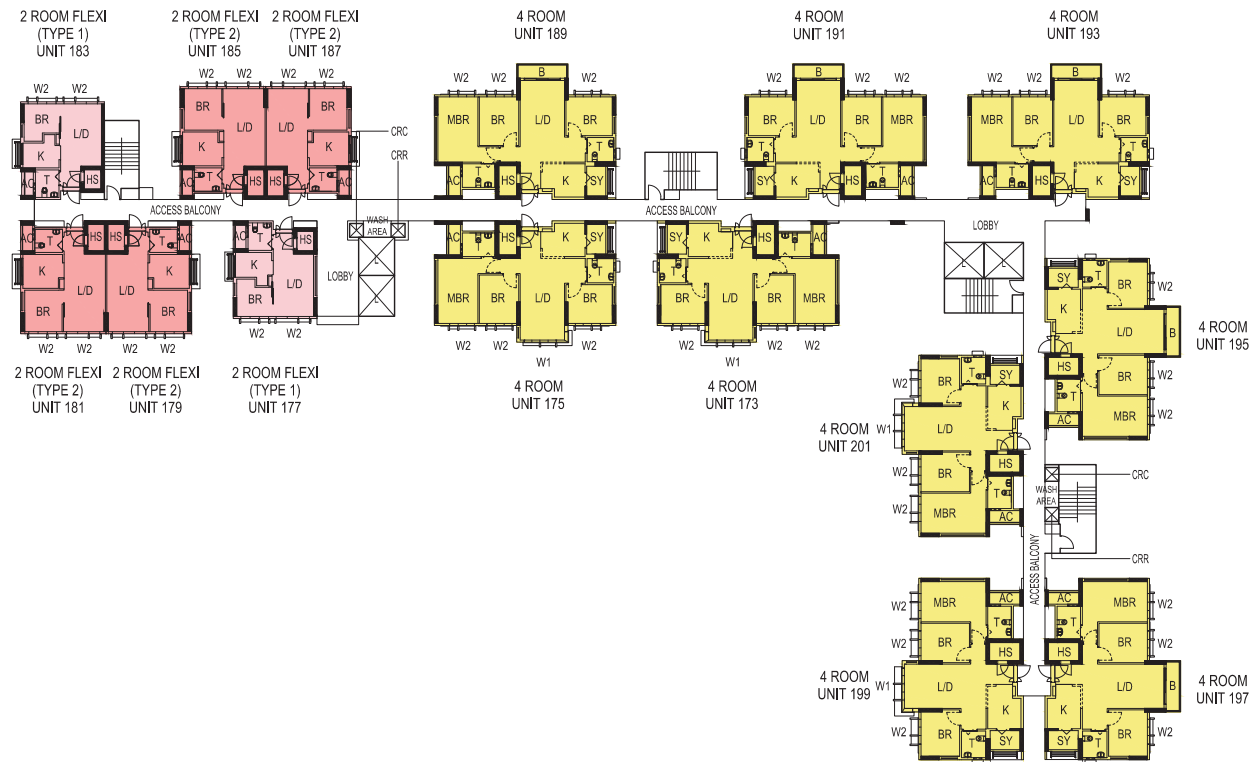 2 ROOM FLEXI
(TYPE 1)
UNIT 183
2 ROOM FLEXI
(TYPE 2)
UNIT 185
2 ROOM FLEXI
(TYPE 2)
UNIT 187
4 ROOM
UNIT 189
4 ROOM
UNIT 191
4 ROOM
UNIT 193
W2 W2
BR
L/D
K
T
HS
W2 W2
BR
L/D
K
T
AC
HS
W2 W2
L/D
BR
K
HS
T
AC
CRC
CRR
W2 W2
B
W2
MBR
BR
L/D
BR
T
AC
T
HS
K
SY
W2
B
W2 W2
BR
L/D
BR
MBR
T
SY
K
HS
T
AC
W2 W2
B
W2
MBR
BR
L/D
BR
T
AC
T
HS
K
SY
ACCESS BALCONY
ACCESS BALCONY
LOBBY
WASH
AREA
LOBBY
L
L
L
L
AC
T
HS
K
L/D
BR
W2 W2
HS
T
AC
K
L/D
BR
W2 W2
T
HS
K
L/D
BR
W2 W2
AC
T
HS
K
SY
T
MBR
BR
L/D
BR
W2 W2
W1
W2
SY
K
HS
T
AC
T
BR
L/D
BR
MBR
W2
W1
W2 W2
2 ROOM FLEXI
(TYPE 2)
UNIT 181
2 ROOM FLEXI
(TYPE 2)
UNIT 179
2 ROOM FLEXI
(TYPE 1)
UNIT 177
4 ROOM
UNIT 175
4 ROOM
UNIT 173
SY
T
BR
W2
K
L/D
B
4 ROOM
UNIT 195
HS
BR
W2
T
MBR
W2
AC
W2
BR
T
SY
K
4 ROOM
UNIT 201
W1
L/D
HS
W2
BR
T
W2
MBR
AC
WASH
AREA
CRC
CRR
ACCESS BALCONY
W2
MBR
AC
T
W2
BR
HS
4 ROOM
UNIT 199
W1
L/D
K
W2
BR
T
SY
AC
MBR
W2
T
HS
BR
W2
L/D
B
4 ROOM
UNIT 197
K
SY
T
BR
W2